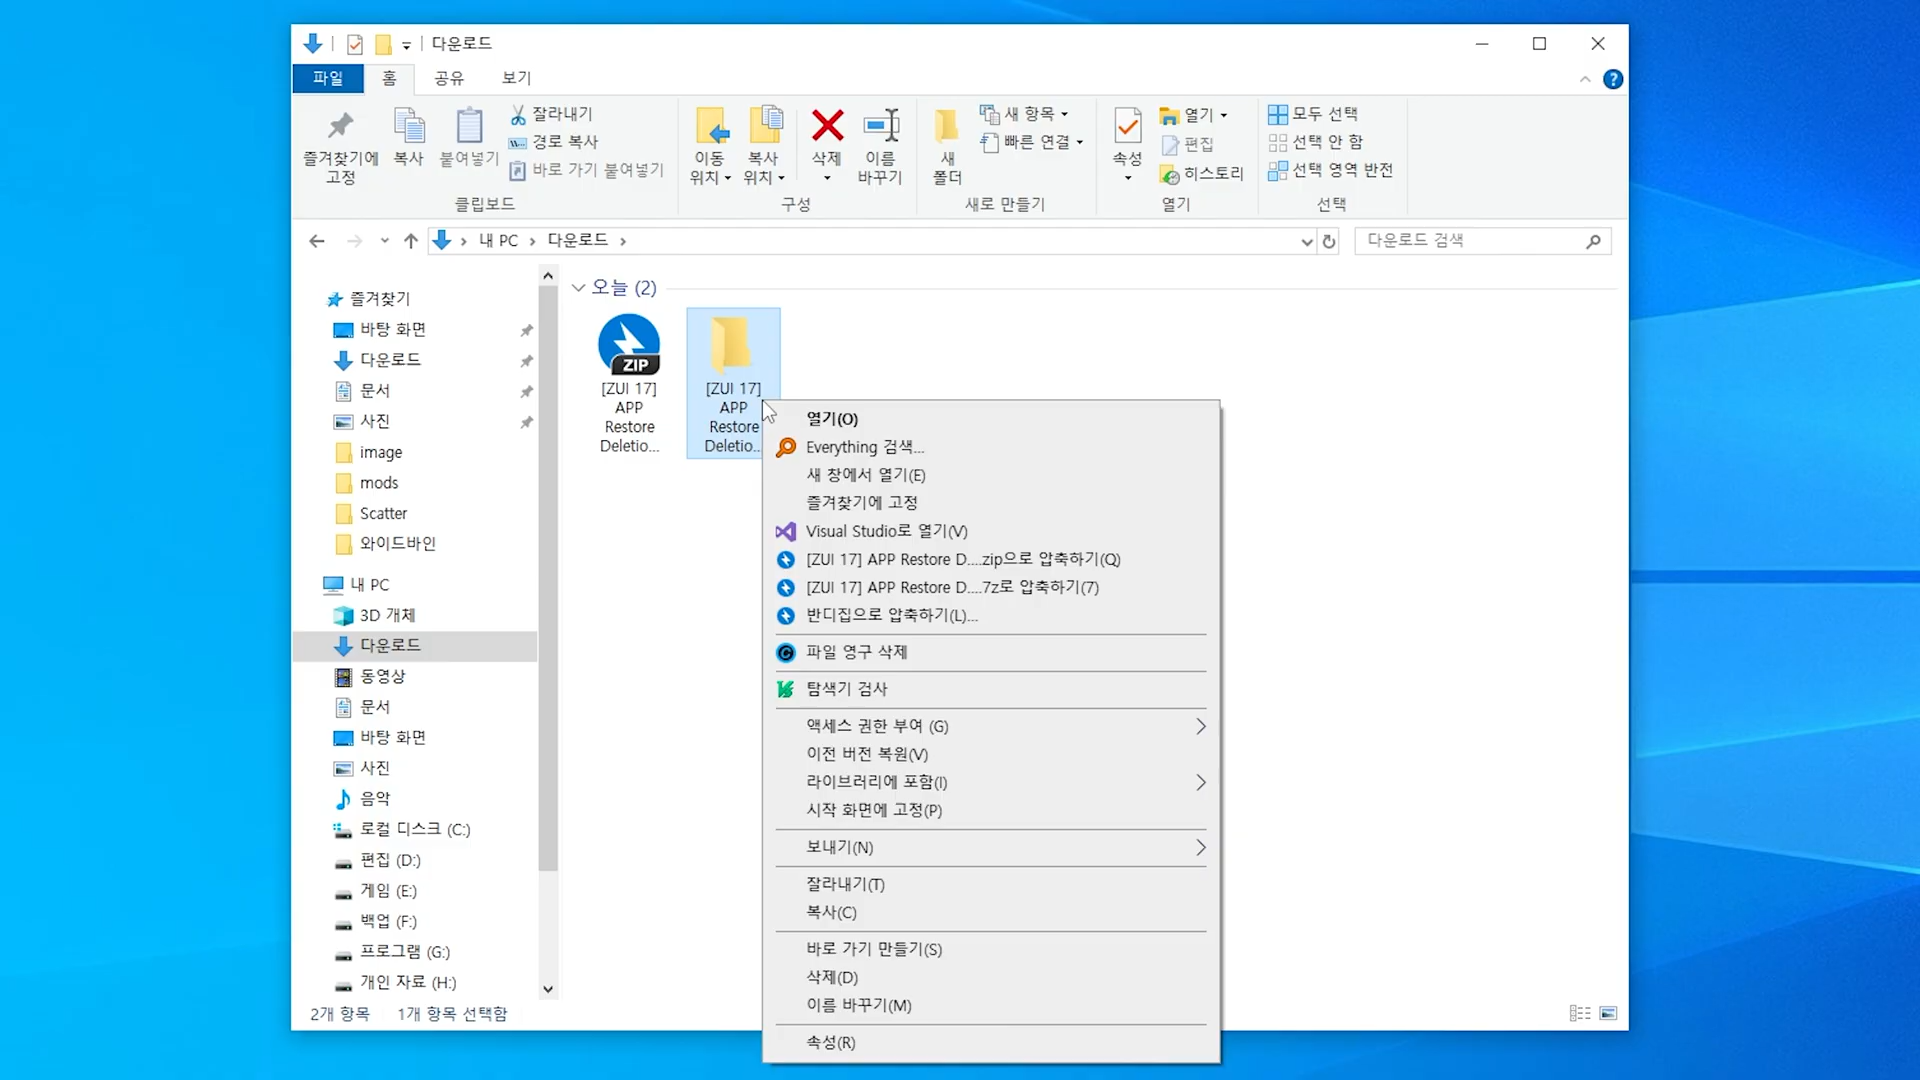 다운로드
파일 홈 공유 보기
즐겨찾기에 고정
복사
붙여넣기
잘라내기
경로 복사
바로 가기 붙여넣기
클립보드
이동 위치
복사 위치
삭제
이름 바꾸기
구성
새 폴더
새 항목
빠른 연결
새로 만들기
속성
열기
편집
히스토리
열기
모두 선택
선택 안 함
선택 영역 반전
선택
내 PC 다운로드
다운로드 검색
즐겨찾기
바탕 화면
다운로드
문서
사진
image
mods
Scatter
와이드바인
내 PC
3D 개체
다운로드
동영상
문서
바탕 화면
사진
음악
로컬 디스크 (C:)
편집 (D:)
게임 (E:)
백업 (F:)
프로그램 (G:)
개인 자료 (H:)
2개 항목 1개 항목 선택함
오늘 (2)
ZIP
[ZUI 17]
APP
Restore
Deletio...
[ZUI 17]
APP
Restore
Deletio...
열기(O)
Everything 검색...
새 창에서 열기(E)
즐겨찾기에 고정
Visual Studio로 열기(V)
[ZUI 17] APP Restore D....zip으로 압축하기(Q)
[ZUI 17] APP Restore D....7z로 압축하기(7)
반디집으로 압축하기(L)...
파일 영구 삭제
탐색기 검사
액세스 권한 부여 (G)
이전 버전 복원(V)
라이브러리에 포함(I)
시작 화면에 고정(P)
보내기(N)
잘라내기(T)
복사(C)
바로 가기 만들기(S)
삭제(D)
이름 바꾸기(M)
속성(R)